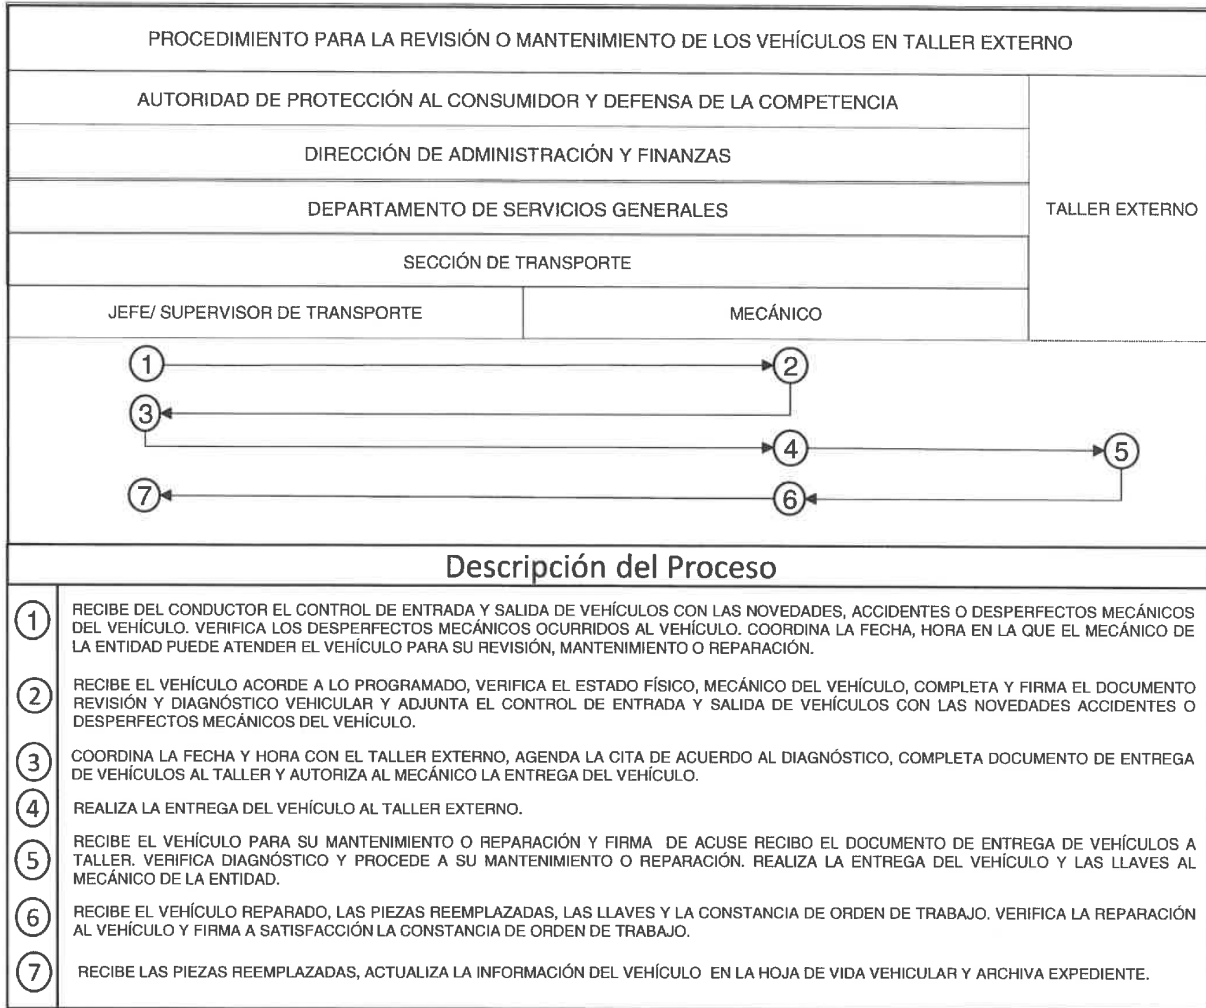 PROCEDIMIENTO PARA LA REVISIÓN O MANTENIMIENTO DE LOS VEHÍCULOS EN TALLER EXTERNO
AUTORIDAD DE PROTECCIÓN AL CONSUMIDOR Y DEFENSA DE LA COMPETENCIA
DIRECCIÓN DE ADMINISTRACIÓN Y FINANZAS
DEPARTAMENTO DE SERVICIOS GENERALES
TALLER EXTERNO
SECCIÓN DE TRANSPORTE
JEFE/ SUPERVISOR DE TRANSPORTE
MECÁNICO
1
2
3
4
5
7
6
Descripción del Proceso
1
RECIBE DEL CONDUCTOR EL CONTROL DE ENTRADA Y SALIDA DE VEHÍCULOS CON LAS NOVEDADES, ACCIDENTES O DESPERFECTOS MECÁNICOS
DEL VEHÍCULO. VERIFICA LOS DESPERFECTOS MECÁNICOS OCURRIDOS AL VEHÍCULO. COORDINA LA FECHA, HORA EN LA QUE EL MECÁNICO DE
LA ENTIDAD PUEDE ATENDER EL VEHÍCULO PARA SU REVISIÓN, MANTENIMIENTO O REPARACIÓN.
2
RECIBE EL VEHÍCULO ACORDE A LO PROGRAMADO, VERIFICA EL ESTADO FÍSICO, MECÁNICO DEL VEHÍCULO, COMPLETA Y FIRMA EL DOCUMENTO
REVISIÓN Y DIAGNÓSTICO VEHICULAR Y ADJUNTA EL CONTROL DE ENTRADA Y SALIDA DE VEHÍCULOS CON LAS NOVEDADES ACCIDENTES O
DESPERFECTOS MECÁNICOS DEL VEHÍCULO.
3
COORDINA LA FECHA Y HORA CON EL TALLER EXTERNO, AGENDA LA CITA DE ACUERDO AL DIAGNÓSTICO, COMPLETA DOCUMENTO DE ENTREGA
DE VEHÍCULOS AL TALLER Y AUTORIZA AL MECÁNICO LA ENTREGA DEL VEHÍCULO.
4
REALIZA LA ENTREGA DEL VEHÍCULO AL TALLER EXTERNO.
5
RECIBE EL VEHÍCULO PARA SU MANTENIMIENTO O REPARACIÓN Y FIRMA DE ACUSE RECIBO EL DOCUMENTO DE ENTREGA DE VEHÍCULOS A
TALLER. VERIFICA DIAGNÓSTICO Y PROCEDE A SU MANTENIMIENTO O REPARACIÓN. REALIZA LA ENTREGA DEL VEHÍCULO Y LAS LLAVES AL
MECÁNICO DE LA ENTIDAD.
6
RECIBE EL VEHÍCULO REPARADO, LAS PIEZAS REEMPLAZADAS, LAS LLAVES Y LA CONSTANCIA DE ORDEN DE TRABAJO. VERIFICA LA REPARACIÓN
AL VEHÍCULO Y FIRMA A SATISFACCIÓN LA CONSTANCIA DE ORDEN DE TRABAJO.
7
RECIBE LAS PIEZAS REEMPLAZADAS, ACTUALIZA LA INFORMACIÓN DEL VEHÍCULO EN LA HOJA DE VIDA VEHICULAR Y ARCHIVA EXPEDIENTE.